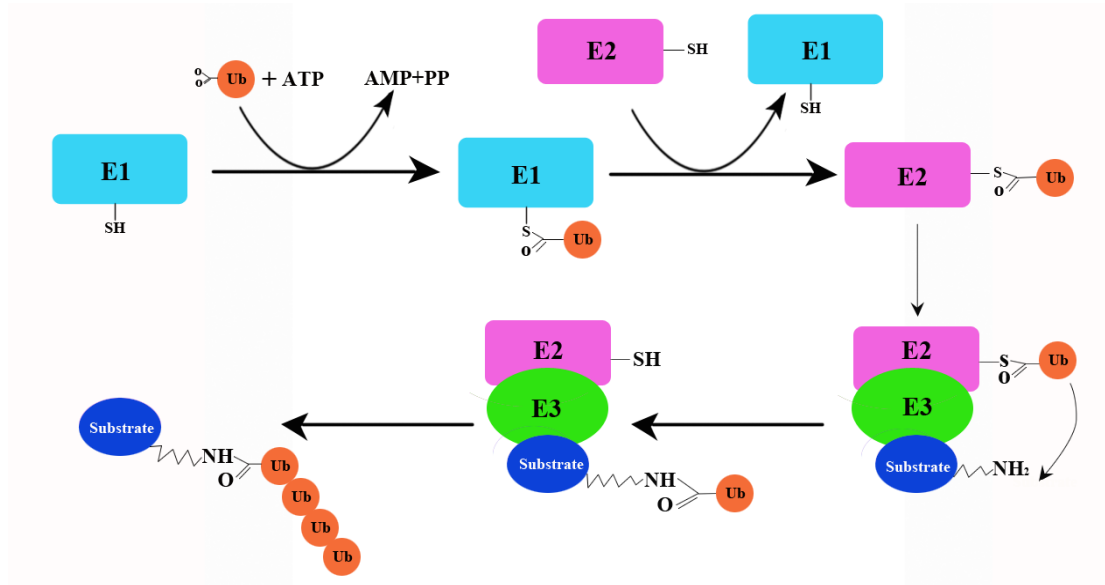 O
O
Ub
+ ATP
AMP+PP
E1
SH
E1
S
O
Ub
E2
SH
E1
SH
E2
S
O
Ub
E2
S
O
Ub
E3
Substrate
NH₂
E2
SH
E3
Substrate
NH
O
Ub
Substrate
NH
O
Ub
Ub
Ub
Ub